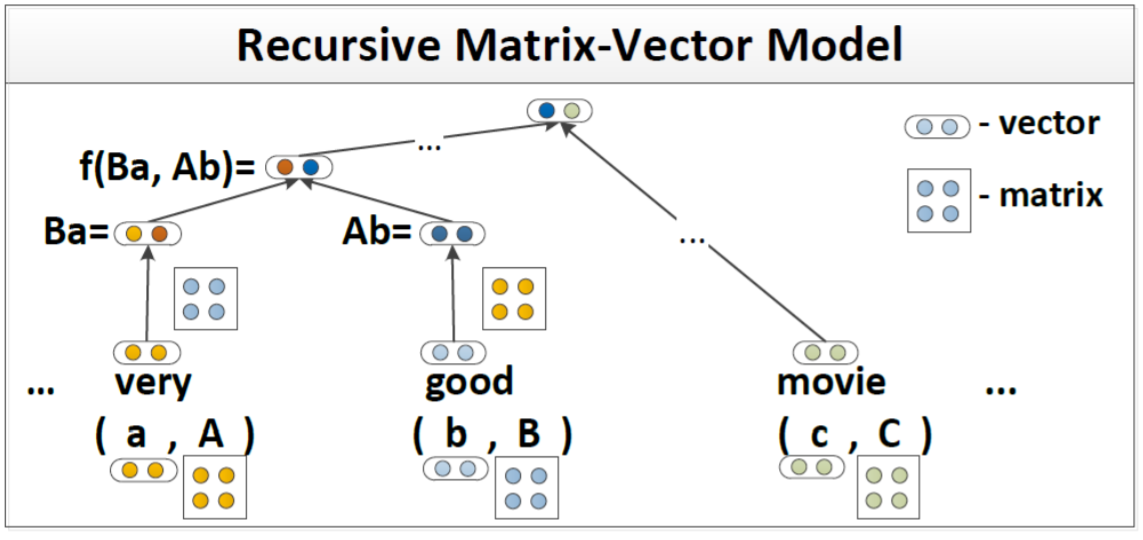 Recursive Matrix-Vector Model
- vector
...
f(Ba, Ab)=
- matrix
Ba=
Ab=
...
... very good movie ...
( a , A ) ( b , B ) ( c , C )